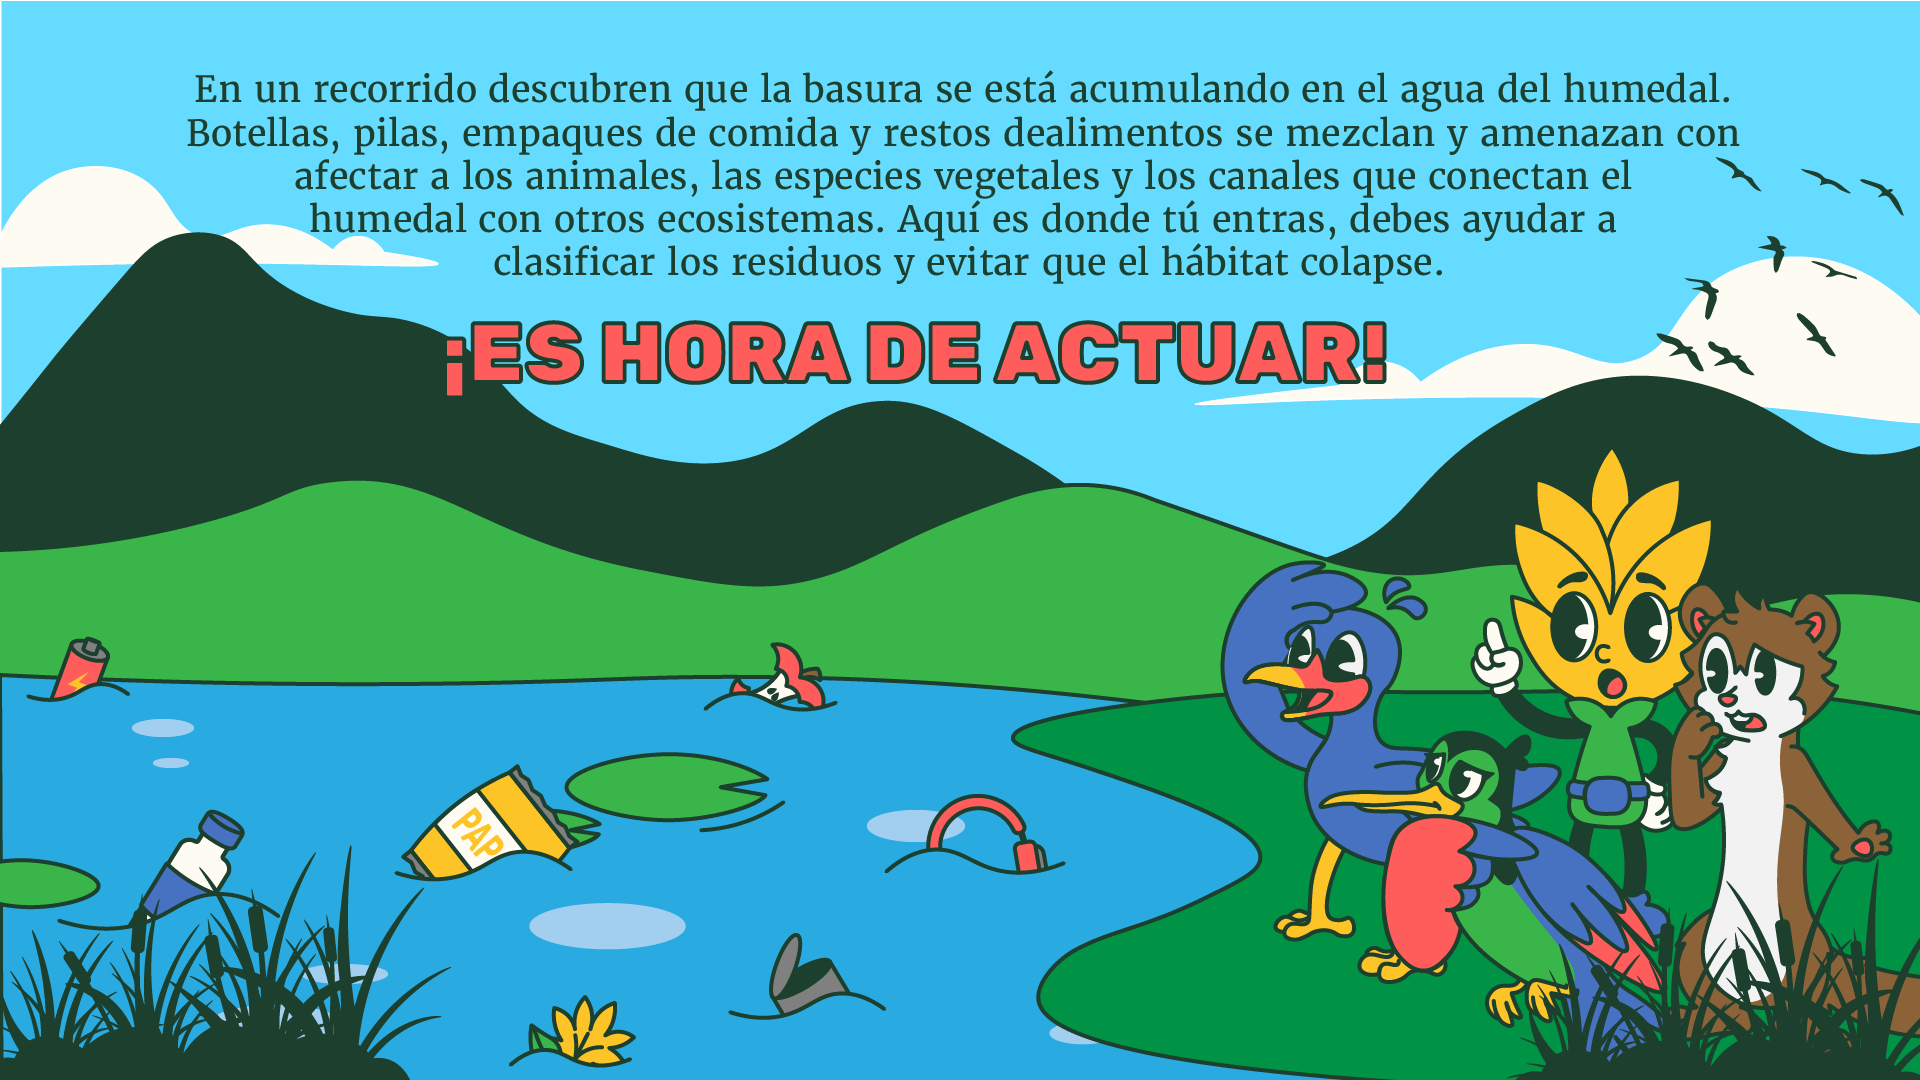 En un recorrido descubren que la basura se está acumulando en el agua del humedal.
Botellas, pilas, empaques de comida y restos dealimentos se mezclan y amenazan con
afectar a los animales, las especies vegetales y los canales que conectan el
humedal con otros ecosistemas. Aquí es donde tú entras, debes ayudar a
clasificar los residuos y evitar que el hábitat colapse.
¡ES HORA DE ACTUAR!
PAP